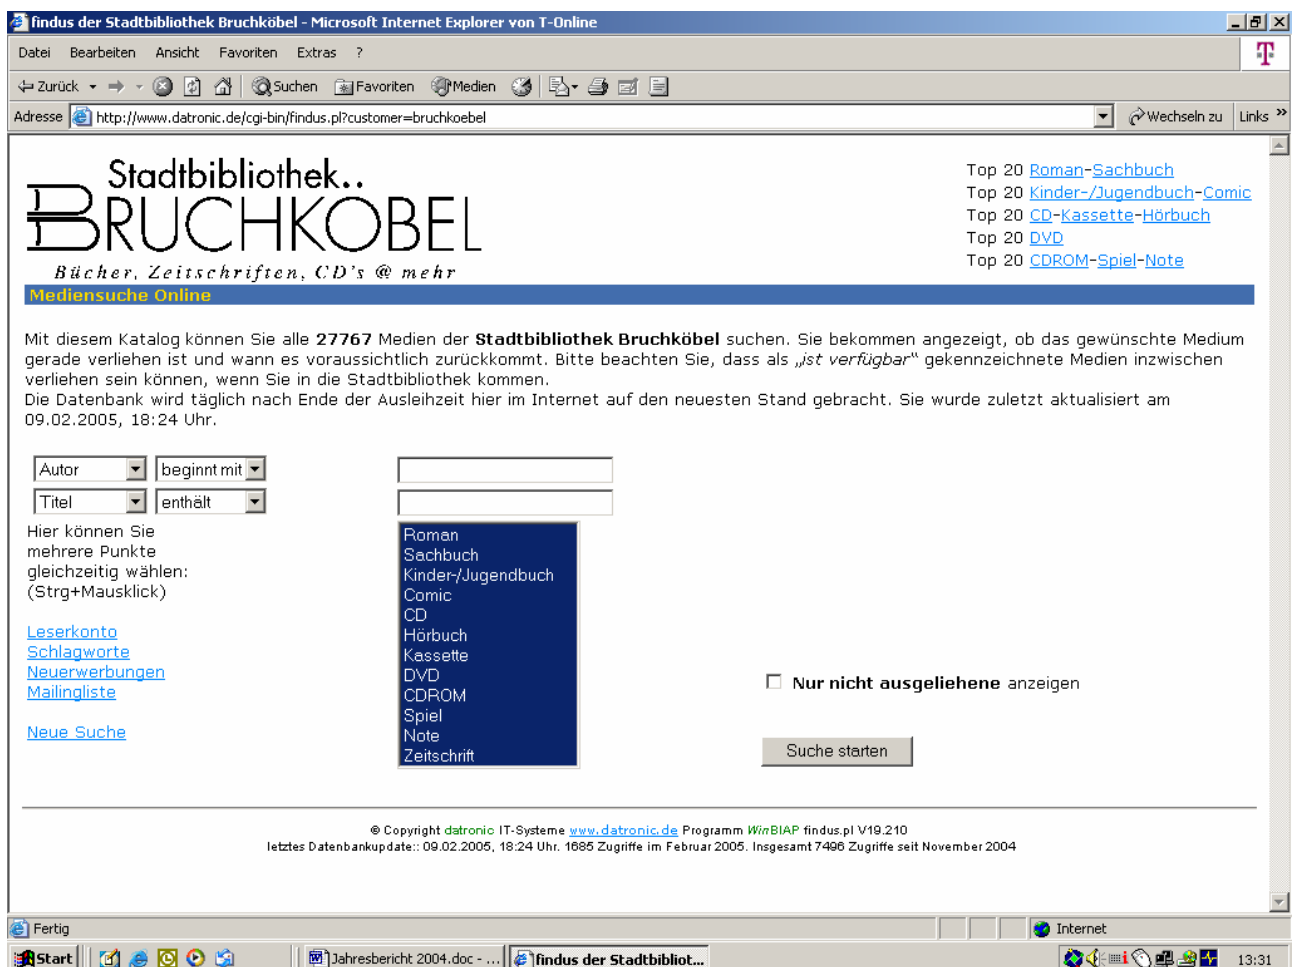 findus der Stadtbibliothek Bruchköbel - Microsoft Internet Explorer von T-Online
Datei Bearbeiten Ansicht Favoriten Extras ?
Zurück Suchen Favoriten Medien
Adresse http://www.datronic.de/cgi-bin/findus.pl?customer=bruchkoebel Wechseln zu Links »
Stadtbibliothek..
BRUCHKOBEL
Bücher, Zeitschriften, CD's @ mehr
Top 20 Roman-Sachbuch
Top 20 Kinder-/Jugendbuch-Comic
Top 20 CD-Kassette-Hörbuch
Top 20 DVD
Top 20 CDROM-Spiel-Note
Mediensuche Online
Mit diesem Katalog können Sie alle 27767 Medien der Stadtbibliothek Bruchköbel suchen. Sie bekommen angezeigt, ob das gewünschte Medium
gerade verliehen ist und wann es voraussichtlich zurückkommt. Bitte beachten Sie, dass als „ist verfügbar“ gekennzeichnete Medien inzwischen
verliehen sein können, wenn Sie in die Stadtbibliothek kommen.
Die Datenbank wird täglich nach Ende der Ausleihzeit hier im Internet auf den neuesten Stand gebracht. Sie wurde zuletzt aktualisiert am
09.02.2005, 18:24 Uhr.
Autor beginnt mit
Titel enthält
Hier können Sie
mehrere Punkte
gleichzeitig wählen:
(Strg+Mausklick)
Leserkonto
Schlagworte
Neuerwerbungen
Mailingliste
Neue Suche
Roman
Sachbuch
Kinder-/Jugendbuch
Comic
CD
Hörbuch
Kassette
DVD
CDROM
Spiel
Note
Zeitschrift
Nur nicht ausgeliehene anzeigen
Suche starten
© Copyright datronic IT-Systeme www.datronic.de Programm WinBIAP findus.pl V19.210
letztes Datenbankupdate:: 09.02.2005, 18:24 Uhr. 1685 Zugriffe im Februar 2005. Insgesamt 7496 Zugriffe seit November 2004
Fertig Internet
Start Jahresbericht 2004.doc - ... findus der Stadtbibliot... 13:31